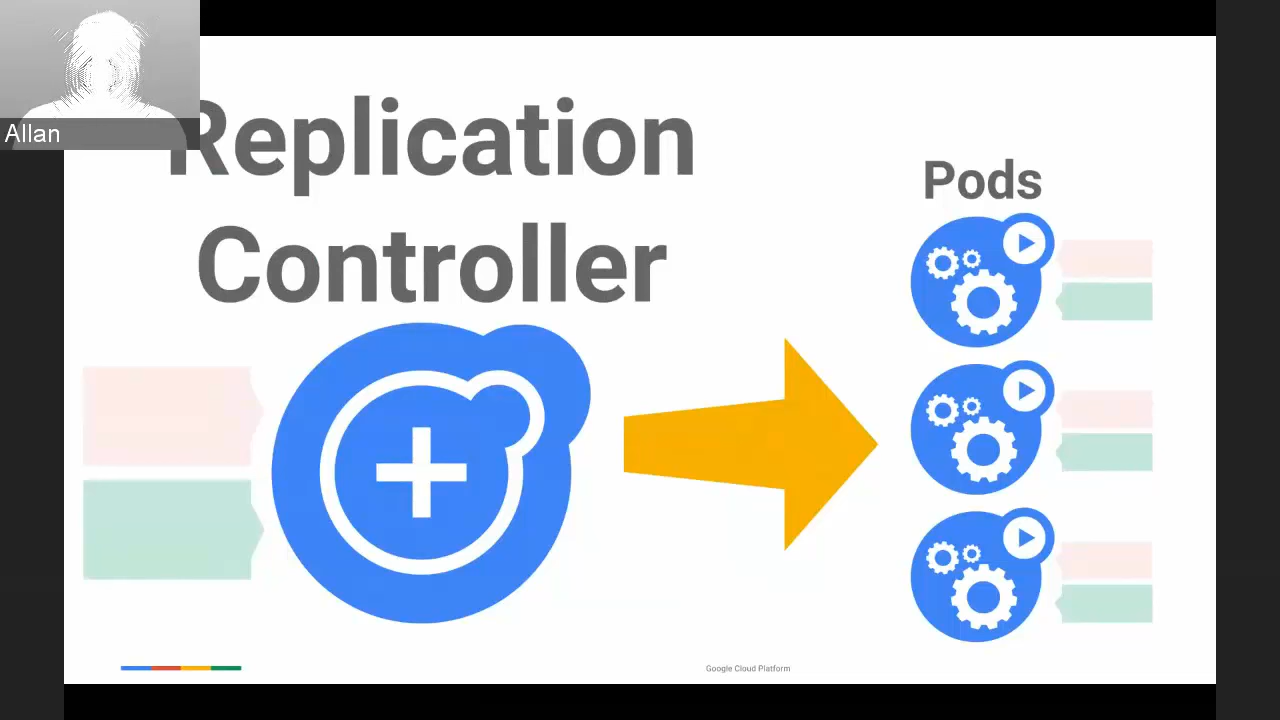 Allan
Replication
Controller
Pods
Google Cloud Platform